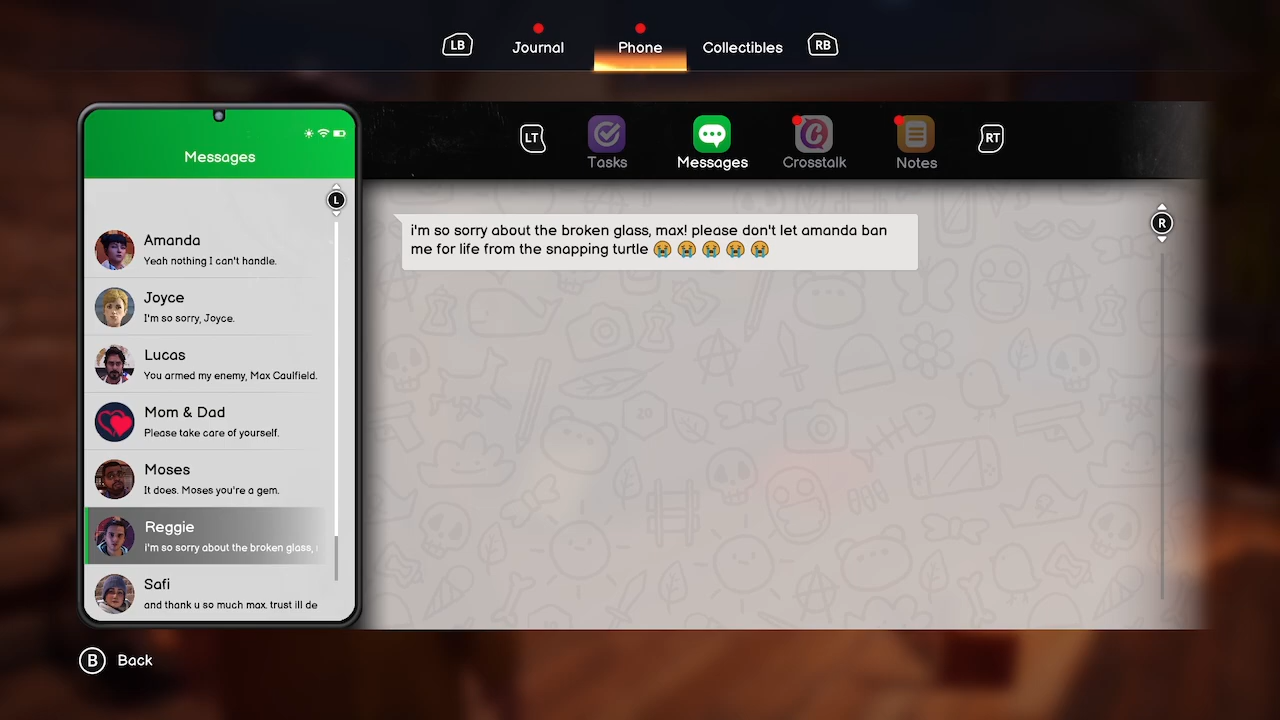 LB Journal Phone Collectibles RB
Messages
LT Tasks Messages Crosstalk Notes RT
L
Amanda
Yeah nothing I can't handle.
Joyce
I'm so sorry, Joyce.
Lucas
You armed my enemy, Max Caulfield.
Mom & Dad
Please take care of yourself.
Moses
It does. Moses you're a gem.
Reggie
i'm so sorry about the broken glass,
Safi
and thank u so much max. trust ill de
i'm so sorry about the broken glass, max! please don't let amanda ban
me for life from the snapping turtle 😭 😭 😭 😭 😭
R
20
B Back